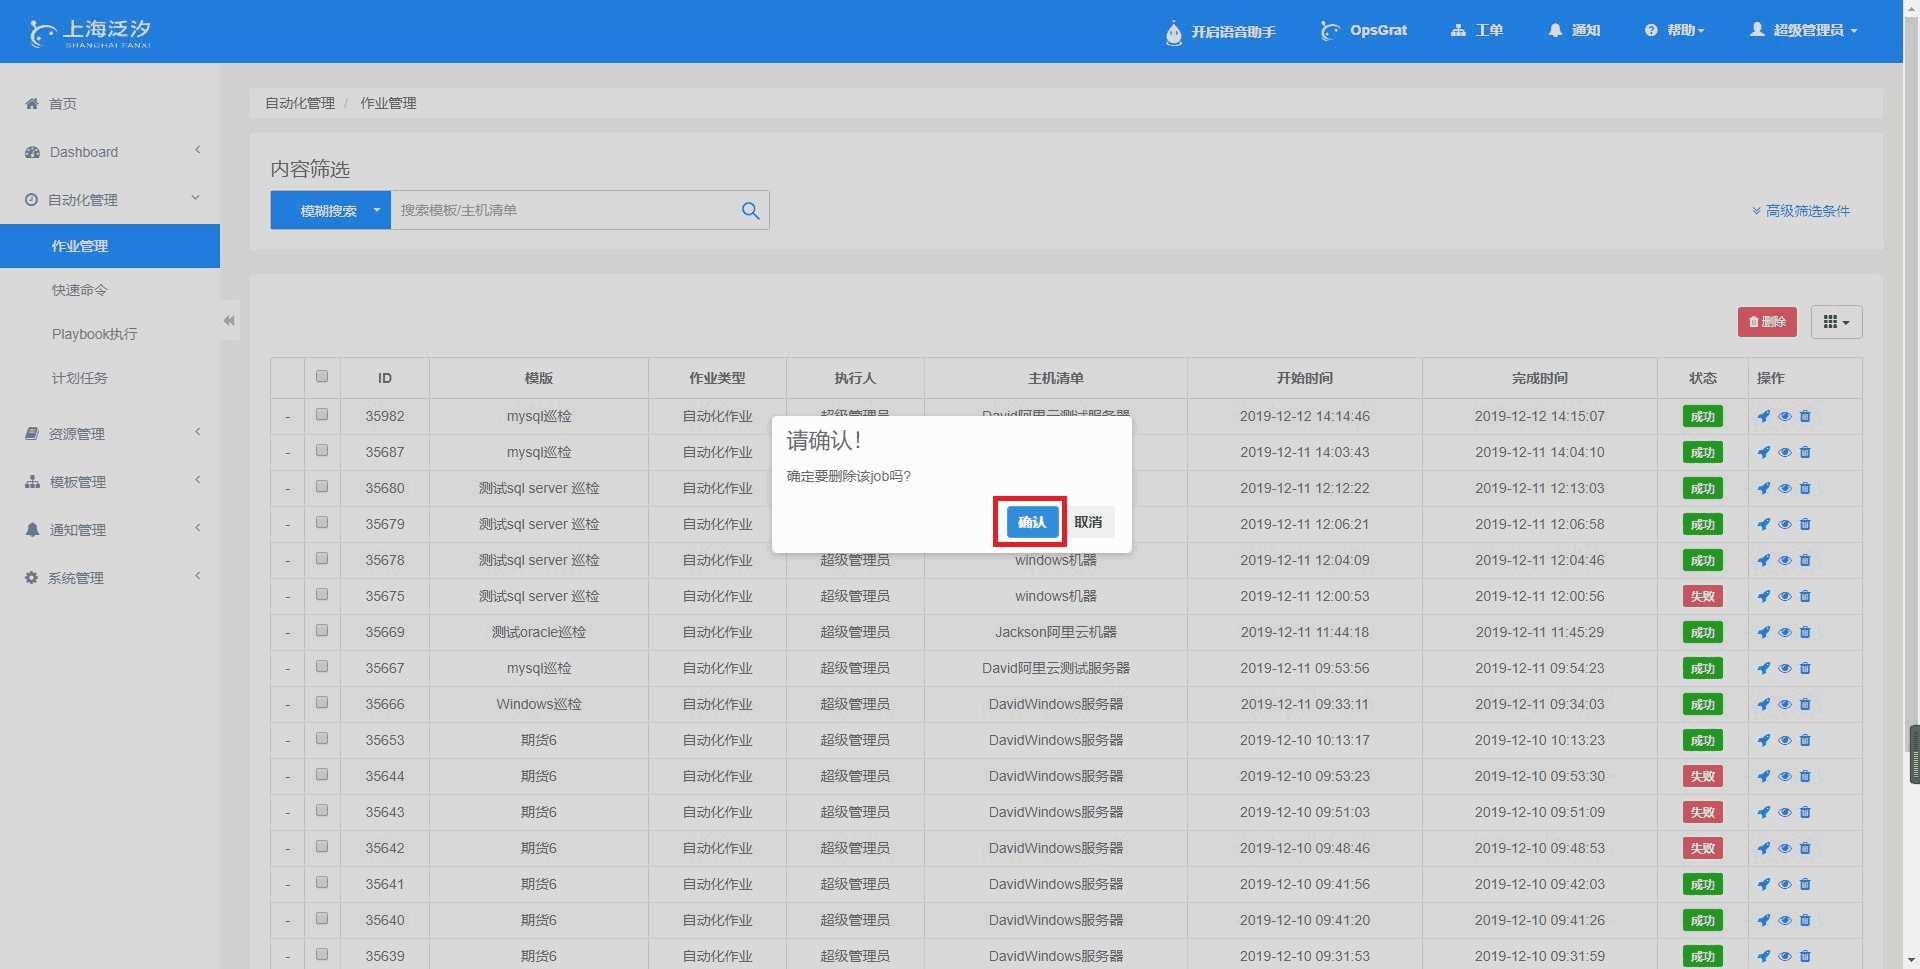 上海泛汐
SHANGHAI FANXI
开启语音助手 OpsGrat 工单 通知 帮助 超级管理员
首页
Dashboard
自动化管理
作业管理
快速命令
Playbook执行
计划任务
资源管理
模板管理
通知管理
系统管理
自动化管理 / 作业管理
内容筛选
模糊搜索 搜索模板/主机清单
高级筛选条件
删除
ID 模版 作业类型 执行人 主机清单 开始时间 完成时间 状态 操作
- 35982 mysql巡检 自动化作业 超级管理员 David阿里云测试服务器 2019-12-12 14:14:46 2019-12-12 14:15:07 成功
- 35687 mysql巡检 自动化作业 2019-12-11 14:03:43 2019-12-11 14:04:10 成功
- 35680 测试sql server 巡检 自动化作业 2019-12-11 12:12:22 2019-12-11 12:13:03 成功
- 35679 测试sql server 巡检 自动化作业 2019-12-11 12:06:21 2019-12-11 12:06:58 成功
- 35678 测试sql server 巡检 自动化作业 超级管理员 windows机器 2019-12-11 12:04:09 2019-12-11 12:04:46 成功
- 35675 测试sql server 巡检 自动化作业 超级管理员 windows机器 2019-12-11 12:00:53 2019-12-11 12:00:56 失败
- 35669 测试oracle巡检 自动化作业 超级管理员 Jackson阿里云机器 2019-12-11 11:44:18 2019-12-11 11:45:29 成功
- 35667 mysql巡检 自动化作业 超级管理员 David阿里云测试服务器 2019-12-11 09:53:56 2019-12-11 09:54:23 成功
- 35666 Windows巡检 自动化作业 超级管理员 DavidWindows服务器 2019-12-11 09:33:11 2019-12-11 09:34:03 成功
- 35653 期货6 自动化作业 超级管理员 DavidWindows服务器 2019-12-10 10:13:17 2019-12-10 10:13:23 成功
- 35644 期货6 自动化作业 超级管理员 DavidWindows服务器 2019-12-10 09:53:23 2019-12-10 09:53:30 失败
- 35643 期货6 自动化作业 超级管理员 DavidWindows服务器 2019-12-10 09:51:03 2019-12-10 09:51:09 失败
- 35642 期货6 自动化作业 超级管理员 DavidWindows服务器 2019-12-10 09:48:46 2019-12-10 09:48:53 失败
- 35641 期货6 自动化作业 超级管理员 DavidWindows服务器 2019-12-10 09:41:56 2019-12-10 09:42:03 成功
- 35640 期货6 自动化作业 超级管理员 DavidWindows服务器 2019-12-10 09:41:20 2019-12-10 09:41:26 成功
- 35639 期货6 自动化作业 超级管理员 DavidWindows服务器 2019-12-10 09:31:53 2019-12-10 09:31:59 成功
请确认！
确定要删除该job吗?
确认 取消